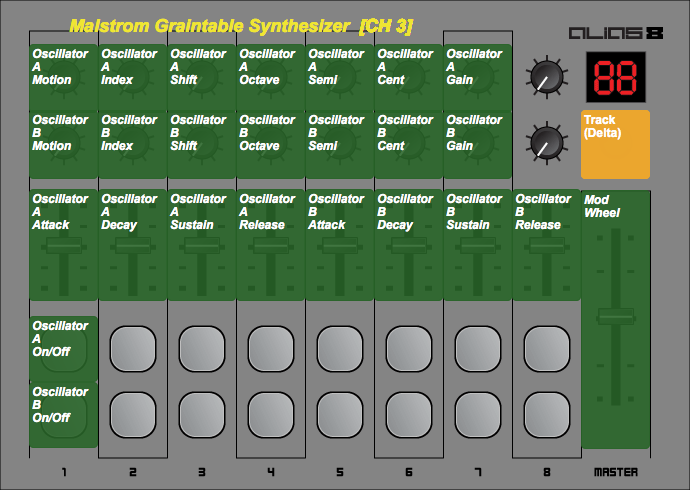 Malstrom Graintable Synthesizer [CH 3]
ALIAS 8
88
Oscillator A Motion
Oscillator A Index
Oscillator A Shift
Oscillator A Octave
Oscillator A Semi
Oscillator A Cent
Oscillator A Gain
Oscillator B Motion
Oscillator B Index
Oscillator B Shift
Oscillator B Octave
Oscillator B Semi
Oscillator B Cent
Oscillator B Gain
Track (Delta)
Oscillator A Attack
Oscillator A Decay
Oscillator A Sustain
Oscillator A Release
Oscillator B Attack
Oscillator B Decay
Oscillator B Sustain
Oscillator B Release
Mod Wheel
Oscillator A On/Off
Oscillator B On/Off
1 2 3 4 5 6 7 8 MASTER